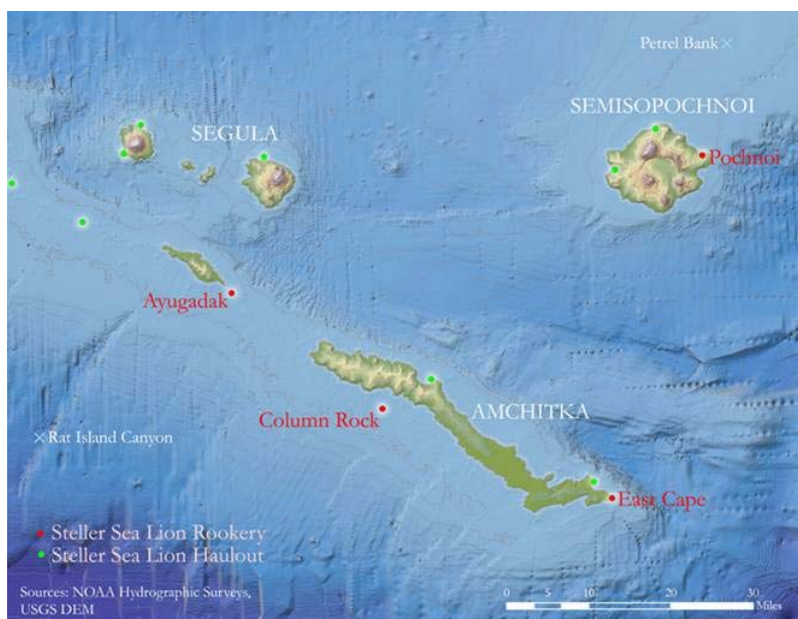 Petrel Bank
SEMISOPOCHNOI
SEGULA
Pochnoi
Ayugadak
AMCHITKA
Column Rock
Rat Island Canyon
East Cape
Steller Sea Lion Rookery
Steller Sea Lion Haulout
Sources: NOAA Hydrographic Surveys,
USGS DEM
0 5 10 20 30
Miles